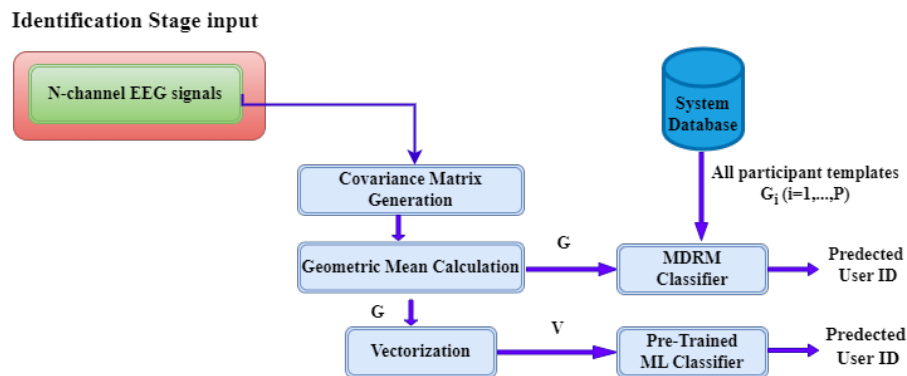 Identification Stage input
N-channel EEG signals
System
Database
All participant templates
G_i (i=1,...,P)
Covariance Matrix
Generation
Geometric Mean Calculation
G
MDRM
Classifier
Predected
User ID
G
Vectorization
V
Pre-Trained
ML Classifier
Predected
User ID